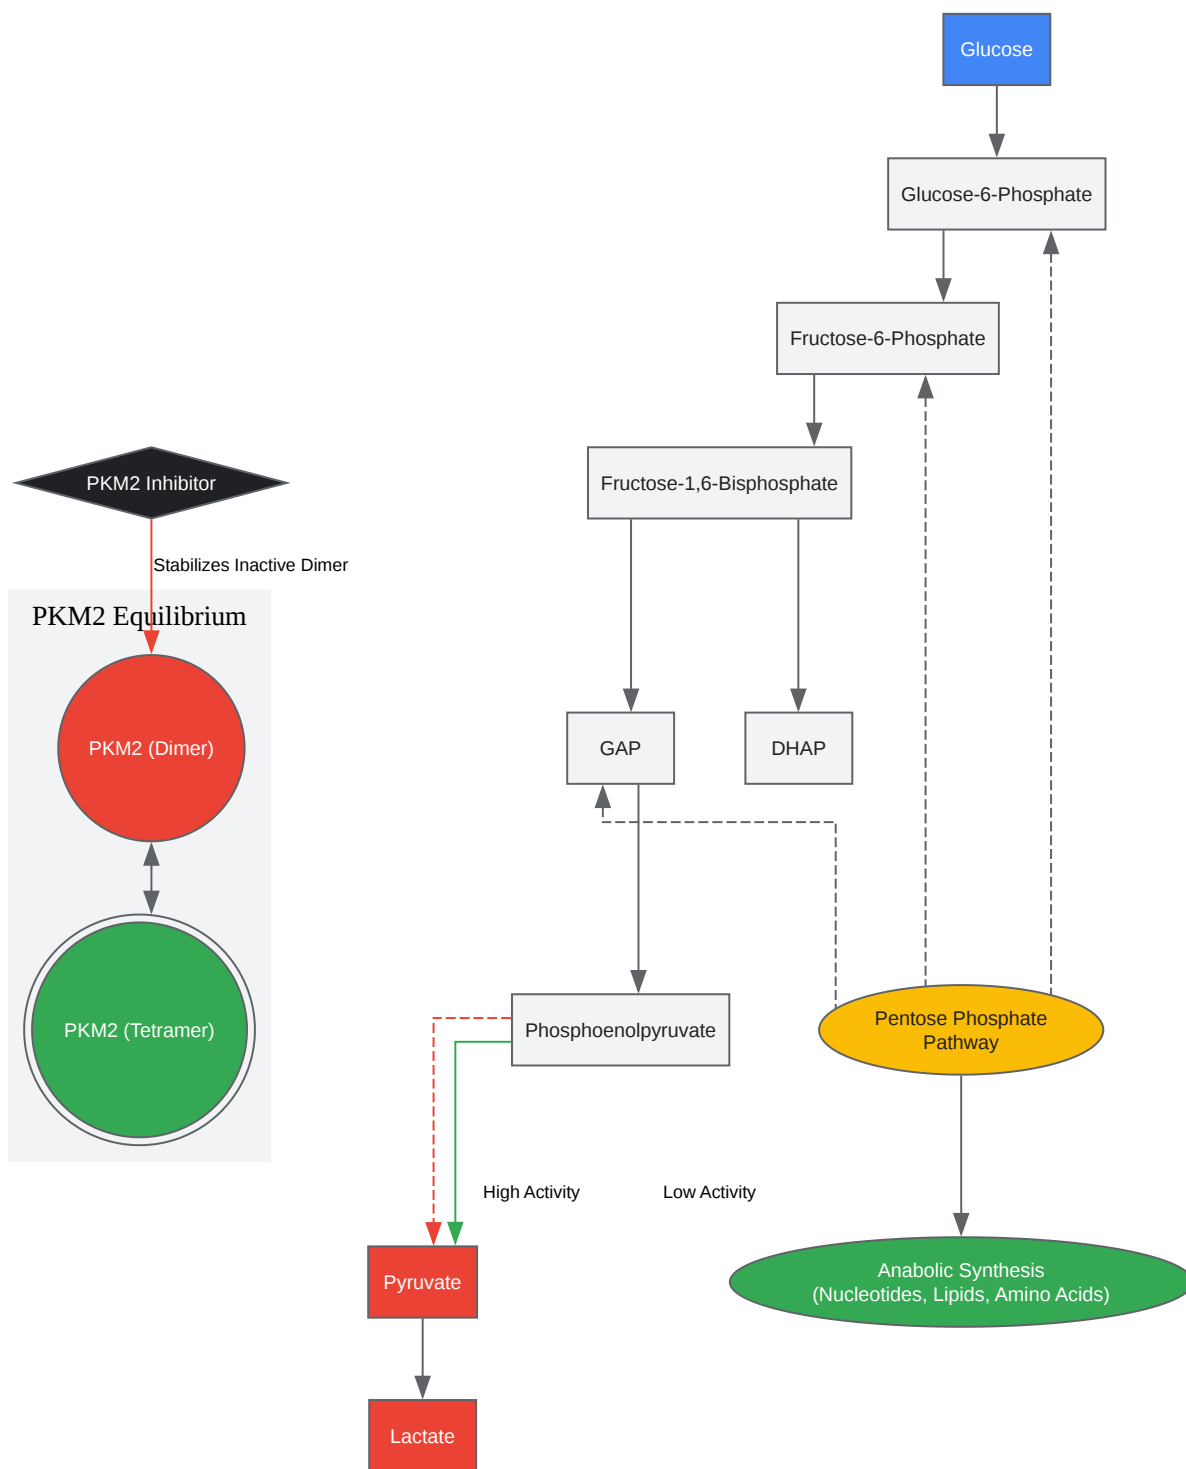 Glucose
Glucose-6-Phosphate
Fructose-6-Phosphate
Fructose-1,6-Bisphosphate
PKM2 Inhibitor
Stabilizes Inactive Dimer
PKM2 Equilibrium
PKM2 (Dimer)
GAP
DHAP
PKM2 (Tetramer)
Phosphoenolpyruvate
Pentose Phosphate
Pathway
High Activity
Low Activity
Pyruvate
Anabolic Synthesis
(Nucleotides, Lipids, Amino Acids)
Lactate